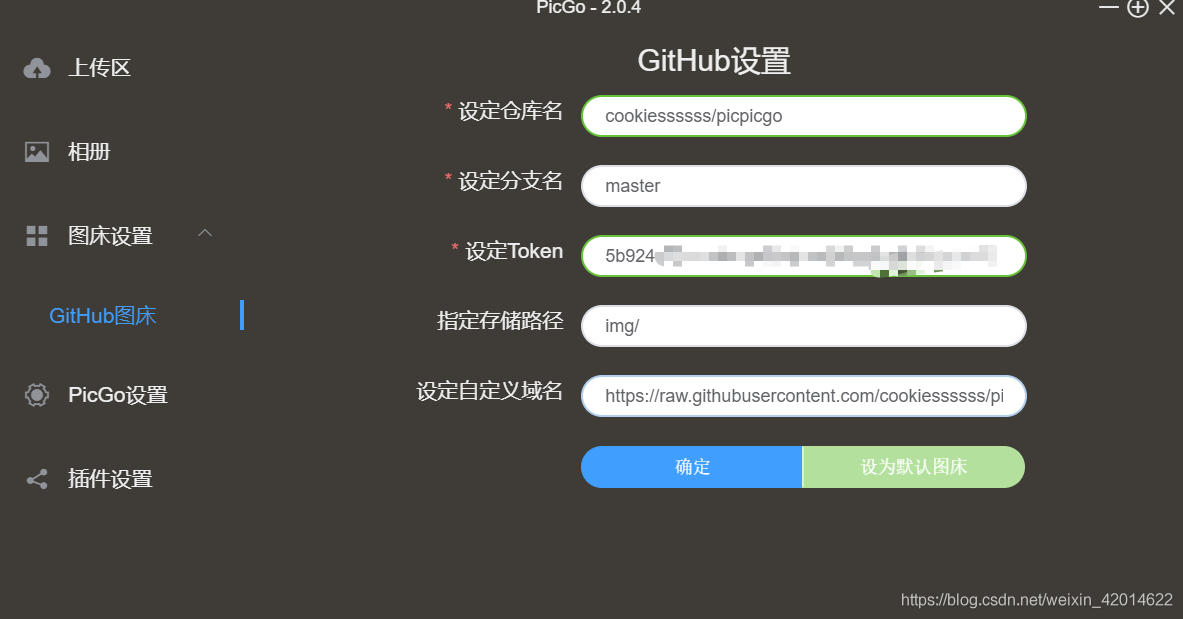 PicGo - 2.0.4
上传区
相册
图床设置
GitHub图床
PicGo设置
插件设置
GitHub设置
* 设定仓库名
cookiessssss/picpicgo
* 设定分支名
master
* 设定Token
5b924
指定存储路径
img/
设定自定义域名
https://raw.githubusercontent.com/cookiessssss/pi
确定
设为默认图床
https://blog.csdn.net/weixin_42014622